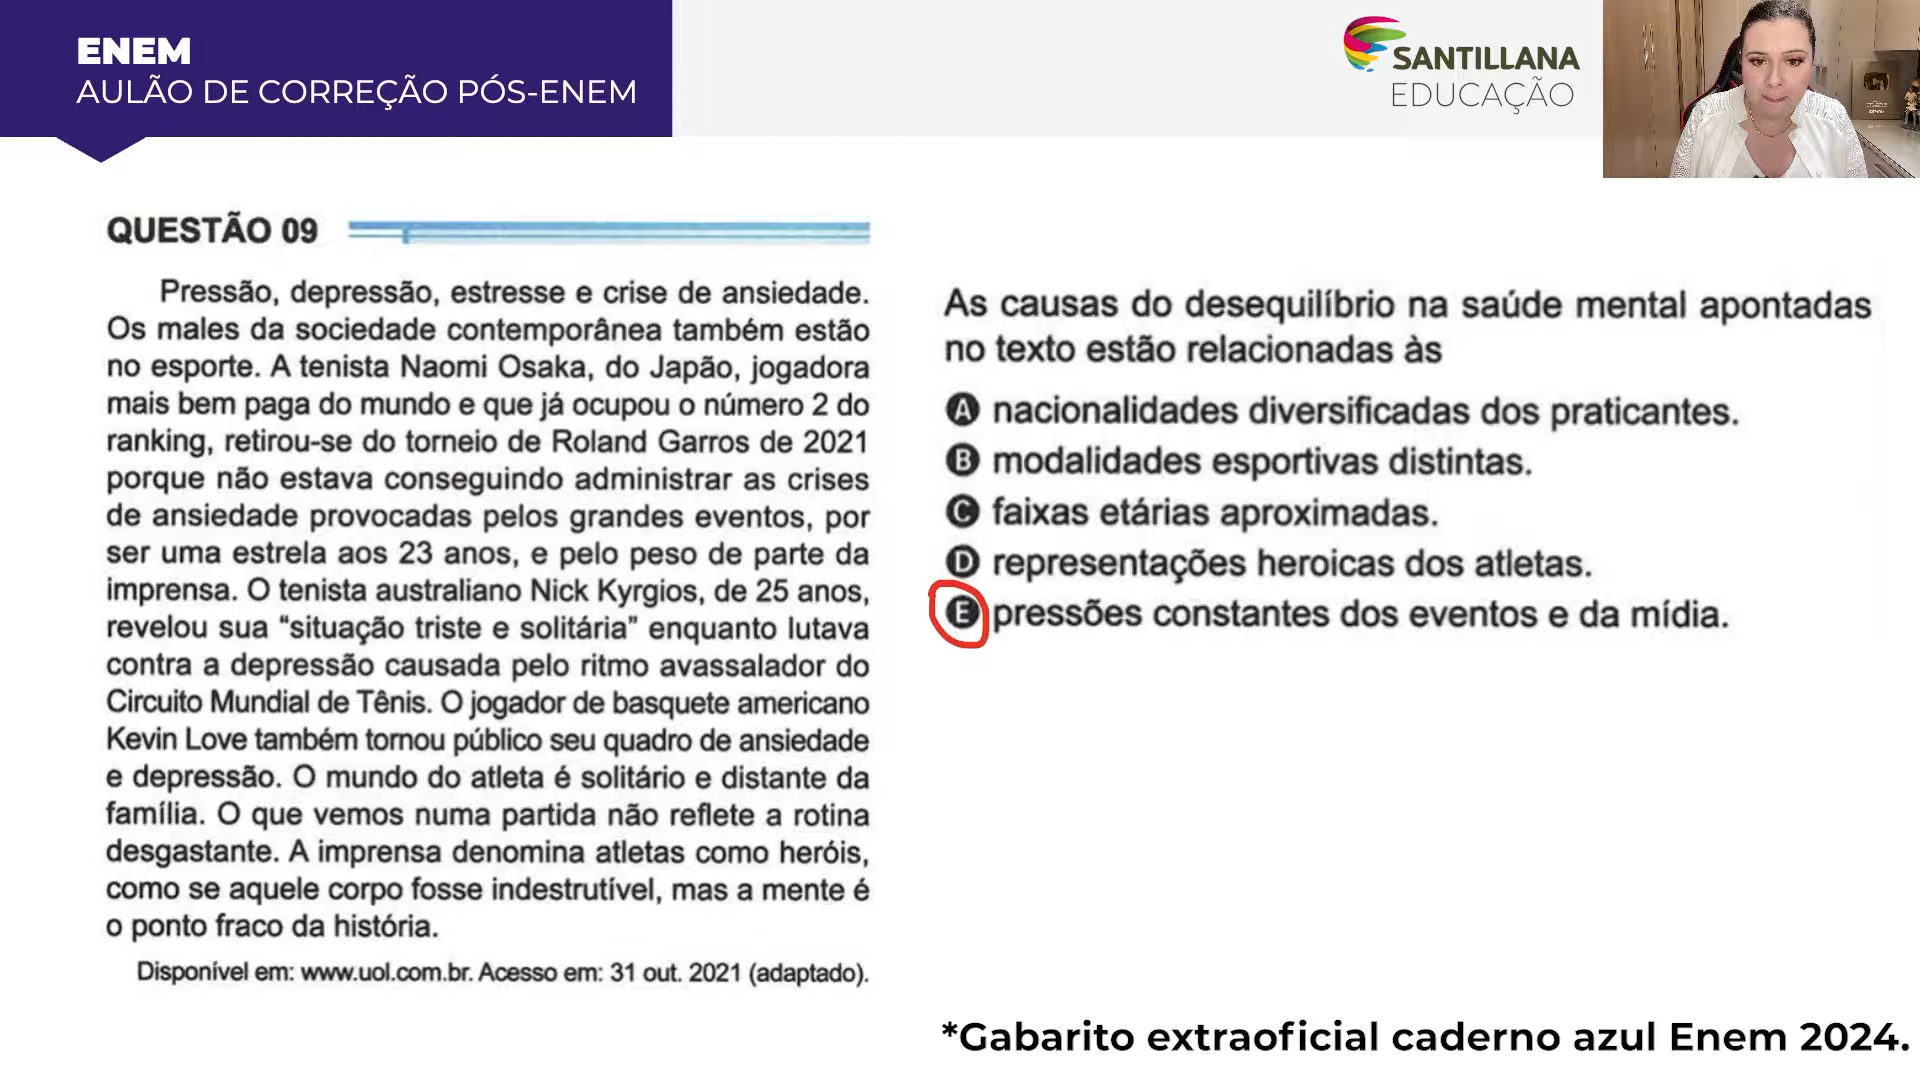 ENEM
AULÃO DE CORREÇÃO PÓS-ENEM
SANTILLANA
EDUCAÇÃO
QUESTÃO 09
Pressão, depressão, estresse e crise de ansiedade.
Os males da sociedade contemporânea também estão
no esporte. A tenista Naomi Osaka, do Japão, jogadora
mais bem paga do mundo e que já ocupou o número 2 do
ranking, retirou-se do torneio de Roland Garros de 2021
porque não estava conseguindo administrar as crises
de ansiedade provocadas pelos grandes eventos, por
ser uma estrela aos 23 anos, e pelo peso de parte da
imprensa. O tenista australiano Nick Kyrgios, de 25 anos,
revelou sua “situação triste e solitária” enquanto lutava
contra a depressão causada pelo ritmo avassalador do
Circuito Mundial de Tênis. O jogador de basquete americano
Kevin Love também tornou público seu quadro de ansiedade
e depressão. O mundo do atleta é solitário e distante da
família. O que vemos numa partida não reflete a rotina
desgastante. A imprensa denomina atletas como heróis,
como se aquele corpo fosse indestrutível, mas a mente é
o ponto fraco da história.
Disponível em: www.uol.com.br. Acesso em: 31 out. 2021 (adaptado).
As causas do desequilíbrio na saúde mental apontadas
no texto estão relacionadas às
A nacionalidades diversificadas dos praticantes.
B modalidades esportivas distintas.
C faixas etárias aproximadas.
D representações heroicas dos atletas.
E pressões constantes dos eventos e da mídia.
*Gabarito extraoficial caderno azul Enem 2024.